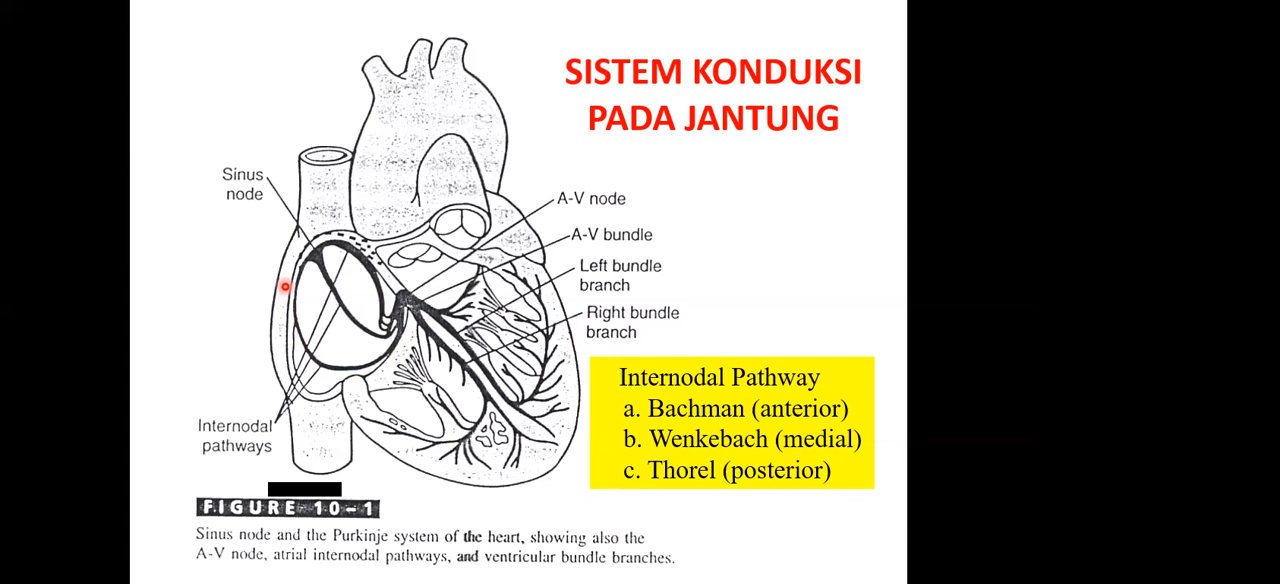 SISTEM KONDUKSI
PADA JANTUNG
Sinus
node
A-V node
A-V bundle
Left bundle
branch
Right bundle
branch
Internodal
pathways
Internodal Pathway
a. Bachman (anterior)
b. Wenkebach (medial)
c. Thorel (posterior)
FIGURE 10-1
Sinus node and the Purkinje system of the heart, showing also the
A-V node, atrial internodal pathways, and ventricular bundle branches.